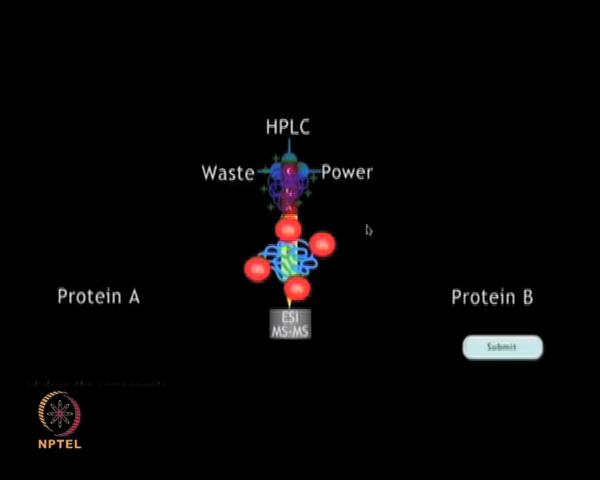 HPLC
Waste
Power
Protein A
Protein B
ESI
MS-MS
Submit
NPTEL